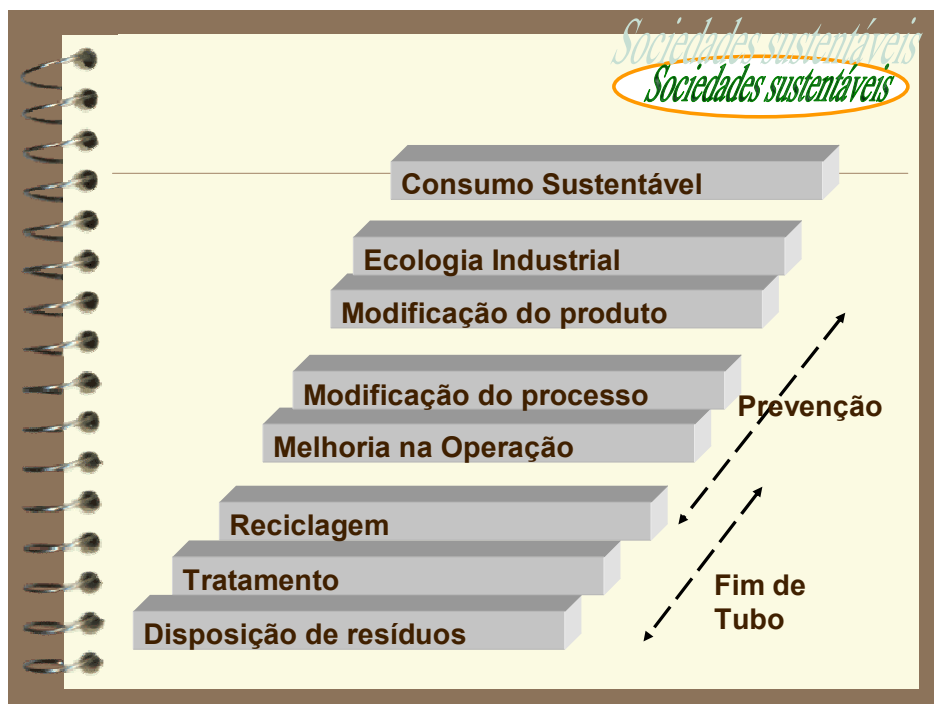 Sociedades sustentáveis
Sociedades sustentáveis
Consumo Sustentável
Ecologia Industrial
Modificação do produto
Modificação do processo
Prevenção
Melhoria na Operação
Reciclagem
Tratamento
Fim de
Tubo
Disposição de resíduos